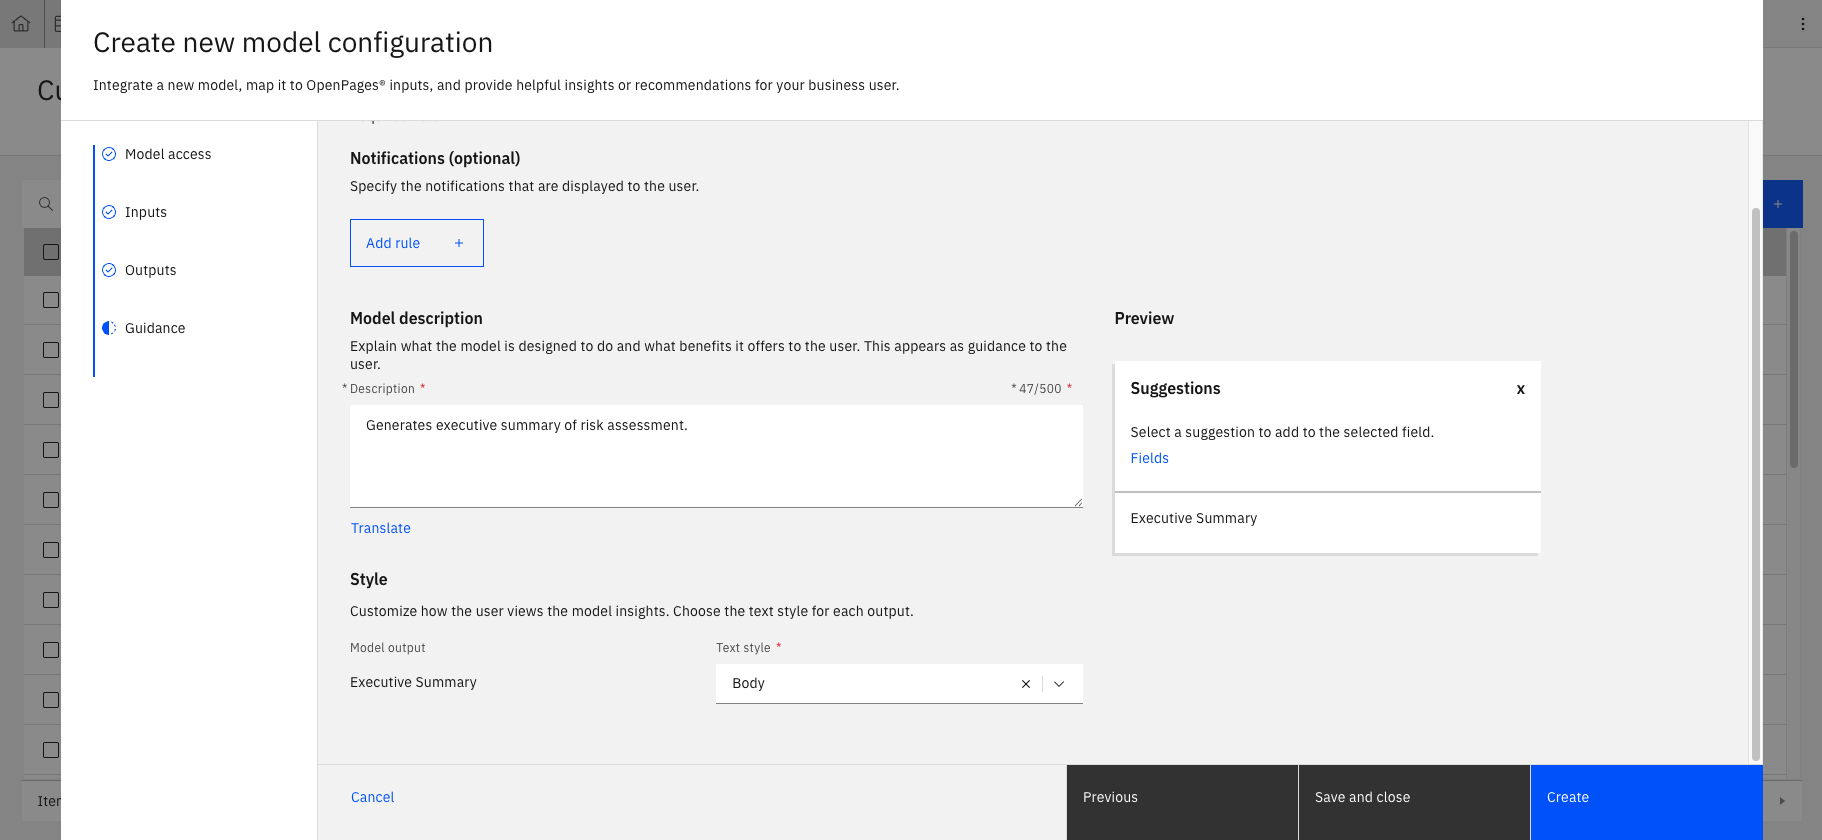 Create new model configuration
Integrate a new model, map it to OpenPages® inputs, and provide helpful insights or recommendations for your business user.
Model access
Inputs
Outputs
Guidance
Notifications (optional)
Specify the notifications that are displayed to the user.
Add rule +
Model description
Explain what the model is designed to do and what benefits it offers to the user. This appears as guidance to the
user.
* Description *
* 47/500 *
Generates executive summary of risk assessment.
Translate
Preview
Suggestions x
Select a suggestion to add to the selected field.
Fields
Executive Summary
Style
Customize how the user views the model insights. Choose the text style for each output.
Model output
Text style *
Executive Summary
Body
Cancel
Previous
Save and close
Create